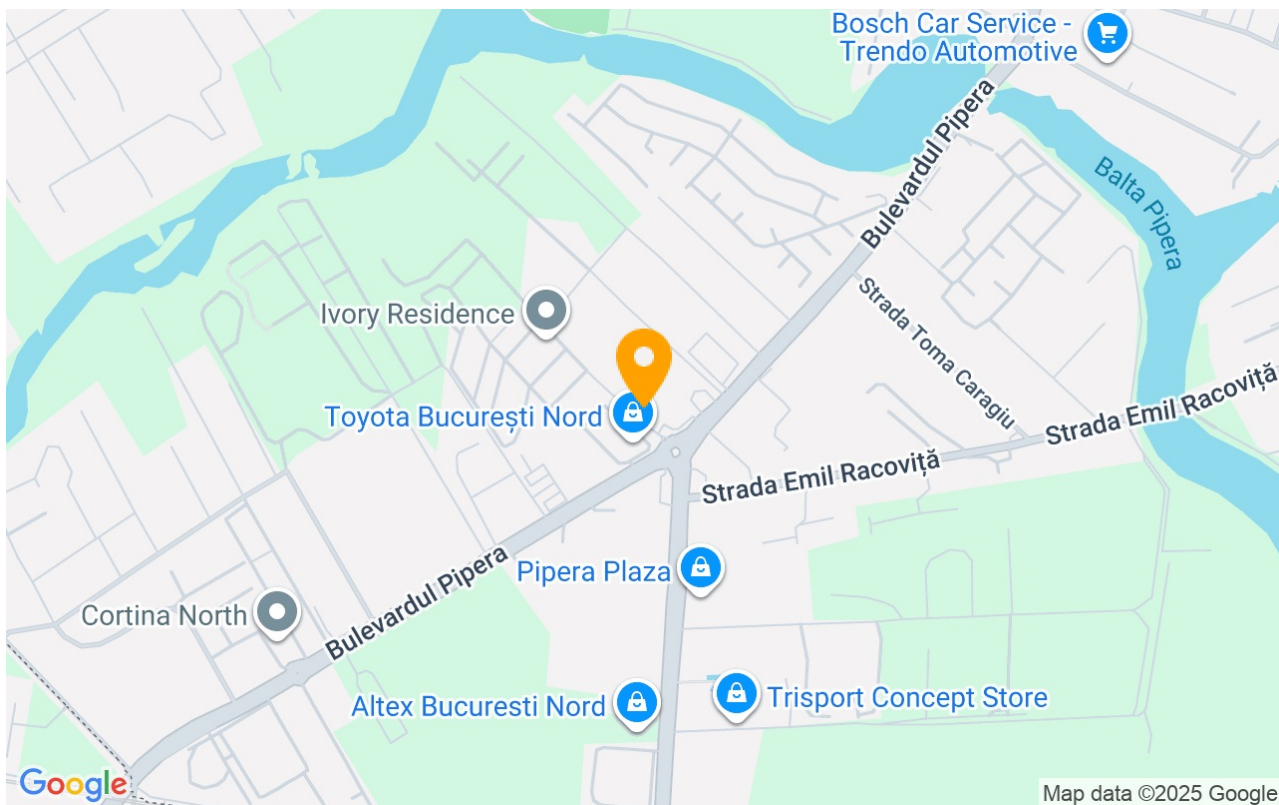 Bosch Car Service -
Trendo Automotive
Bulevardul Pipera
Balta Pipera
Strada Toma Caragiu
Ivory Residence
Toyota București Nord
Strada Emil Racoviță
Strada Emil Racoviță
Bulevardul Pipera
Pipera Plaza
Cortina North
Altex Bucuresti Nord
Trisport Concept Store
Google
Map data ©2025 Google